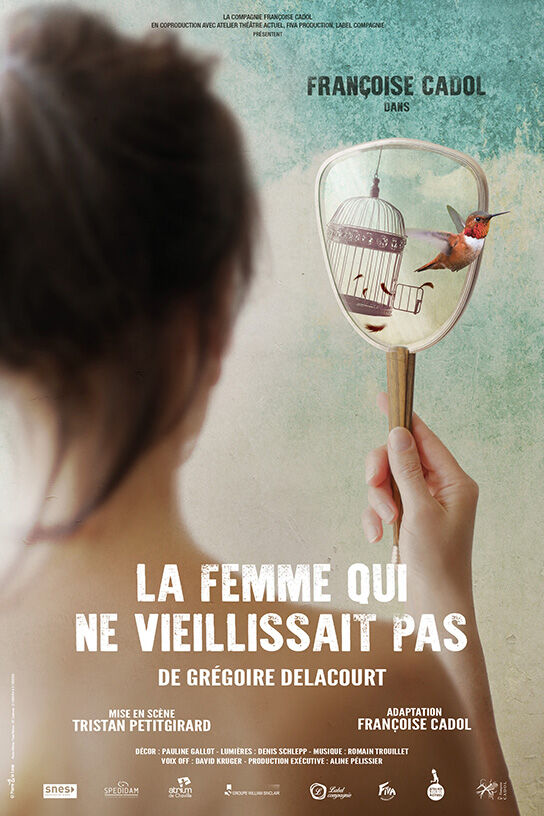 LA COMPAGNIE FRANÇOISE CADOL
EN COPRODUCTION AVEC ATELIER THÉÂTRE ACTUEL, FIVA PRODUCTION, LABEL COMPAGNIE
PRÉSENTENT
FRANÇOISE CADOL
DANS
LA FEMME QUI
NE VIEILLISSAIT PAS
DE GRÉGOIRE DELACOURT
MISE EN SCÈNE
TRISTAN PETITGIRARD
ADAPTATION
FRANÇOISE CADOL
DÉCOR : PAULINE GALLOT - LUMIÈRES : DENIS SCHLEPP - MUSIQUE : ROMAIN TROUILLET
VOIX OFF : DAVID KRUGER - PRODUCTION EXÉCUTIVE : ALINE PÉLISSIER
snes
SPEDIDAM
atrium
de Chaville
GROUPE WILLIAM SINCLAIR
Label
compagnie
FIVA